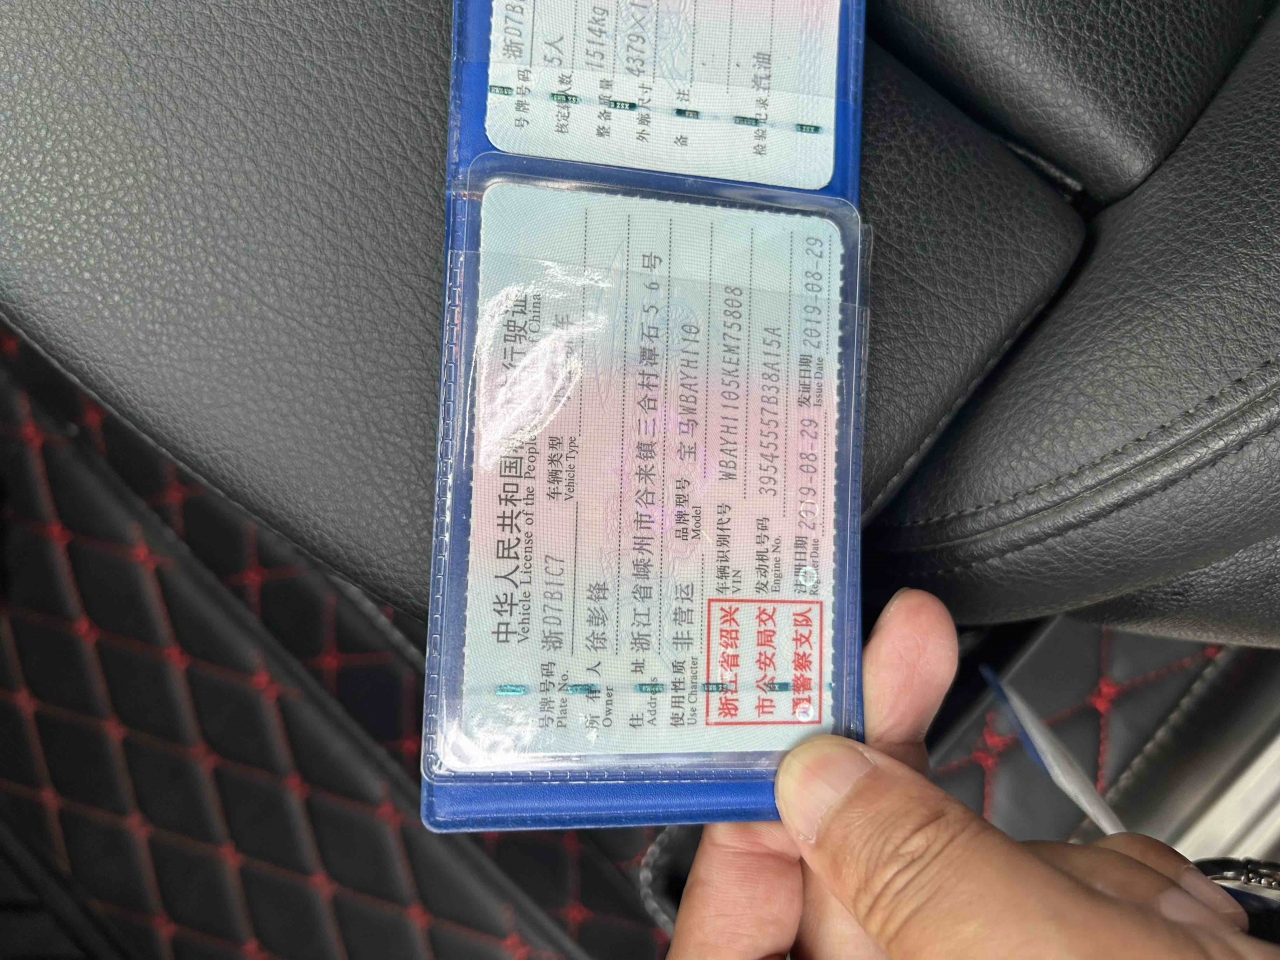 中华人民共和国 行驶证
Vehicle License of the People China
号牌号码 浙D7B1C7 车辆类型 车
Plate No. Vehicle Type
所有人 徐彭锋
Owner
住址 浙江省嵊州市谷来镇三合村潭石56号
Address
使用性质 非营运 品牌型号 宝马WBAYH110
Use Character Model
浙江省绍兴
市公安局交
通警察支队
车辆识别代号 WBAYH1105KEM75808
VIN
发动机号码 39545557B38A15A
Engine No.
注册日期 2019-08-29 发证日期 2019-08-29
Register Date Issue Date
号牌号码 浙D7B
核定载人数 5人
整备质量 1514kg
外廓尺寸 4379×1
备注
检验记录 汽油